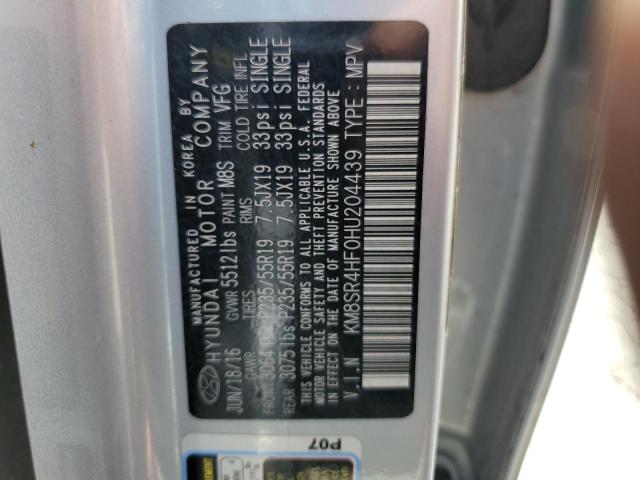 MANUFACTURED IN KOREA BY
HYUNDAI MOTOR COMPANY
JUN/18/16 GVWR 5512lbs PAINT M8S TRIM VFG
GAWR TIRES RIMS COLD TIRE INFL
FRONT P235/55R19 7.5JX19 33psi SINGLE
REAR 3075lbs P235/55R19 7.5JX19 33psi SINGLE
THIS VEHICLE CONFORMS TO ALL APPLICABLE U.S.A. FEDERAL
MOTOR VEHICLE SAFETY AND THEFT PREVENTION STANDARDS
IN EFFECT ON THE DATE OF MANUFACTURE SHOWN ABOVE
V.I.N KM8SR4HF0HU204439 TYPE : MPV
P07